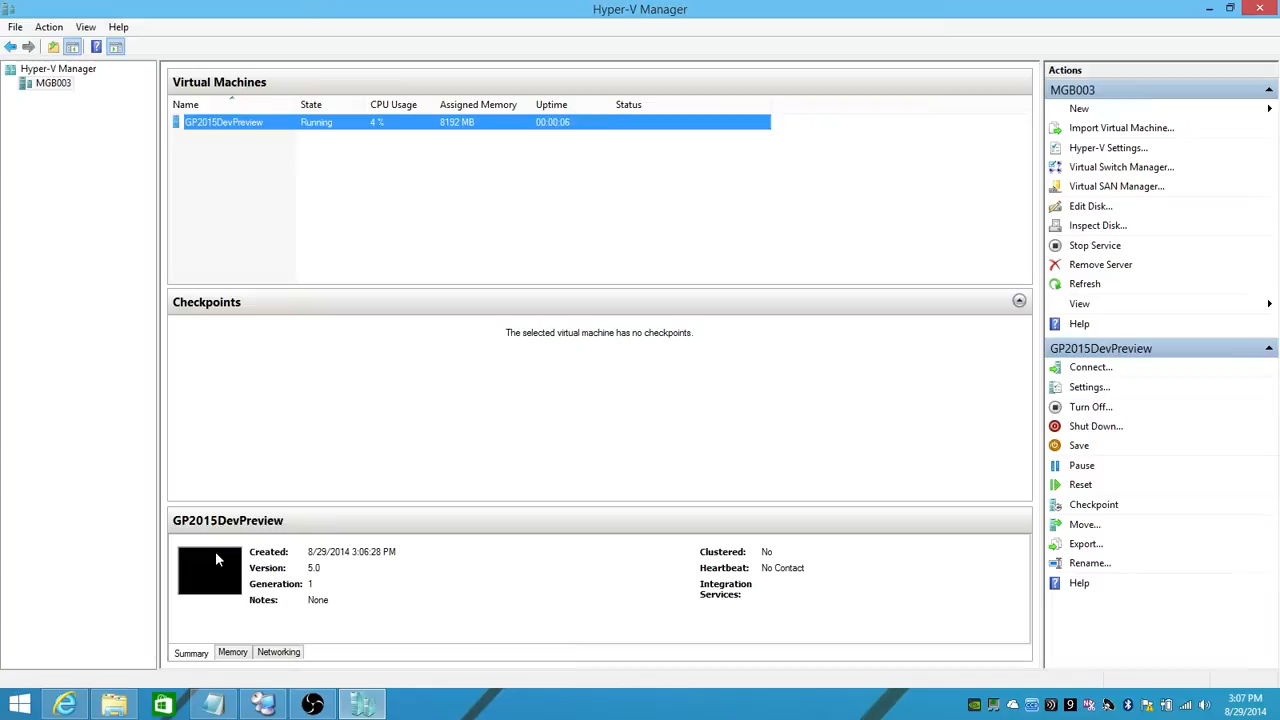 Hyper-V Manager
File Action View Help
Hyper-V Manager
MGB003
Virtual Machines
Name State CPU Usage Assigned Memory Uptime Status
GP2015DevPreview Running 4 % 8192 MB 00:00:06
Checkpoints
The selected virtual machine has no checkpoints.
GP2015DevPreview
Created: 8/29/2014 3:06:28 PM
Version: 5.0
Generation: 1
Notes: None
Clustered: No
Heartbeat: No Contact
Integration
Services:
Summary Memory Networking
Actions
MGB003
New
Import Virtual Machine...
Hyper-V Settings...
Virtual Switch Manager...
Virtual SAN Manager...
Edit Disk...
Inspect Disk...
Stop Service
Remove Server
Refresh
View
Help
GP2015DevPreview
Connect...
Settings...
Turn Off...
Shut Down...
Save
Pause
Reset
Checkpoint
Move...
Export...
Rename...
Help
3:07 PM
8/29/2014